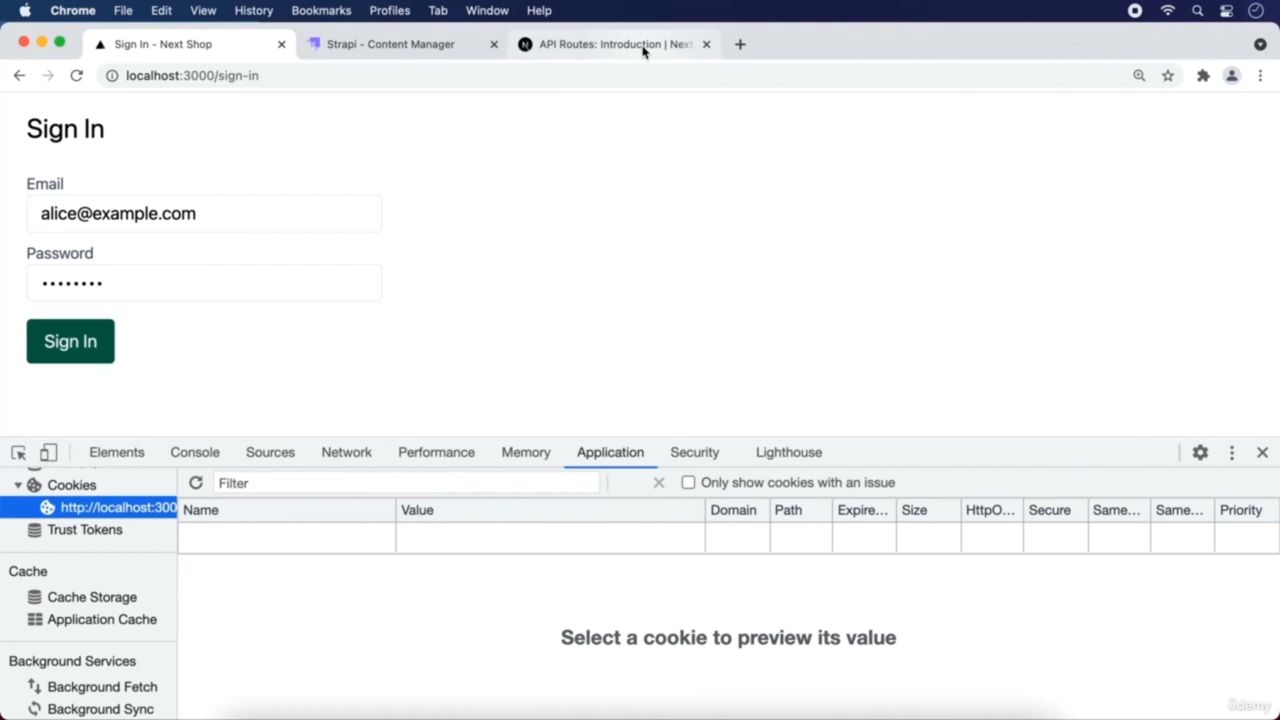 Chrome File Edit View History Bookmarks Profiles Tab Window Help
Sign In - Next Shop Strapi - Content Manager API Routes: Introduction | Next
localhost:3000/sign-in
Sign In
Email
alice@example.com
Password
••••••••
Sign In
Elements Console Sources Network Performance Memory Application Security Lighthouse
Cookies Filter Only show cookies with an issue
http://localhost:300 Name Value Domain Path Expire... Size HttpO... Secure Same... Same... Priority
Trust Tokens
Cache
Cache Storage
Application Cache
Select a cookie to preview its value
Background Services
Background Fetch
Background Sync
ûdemy